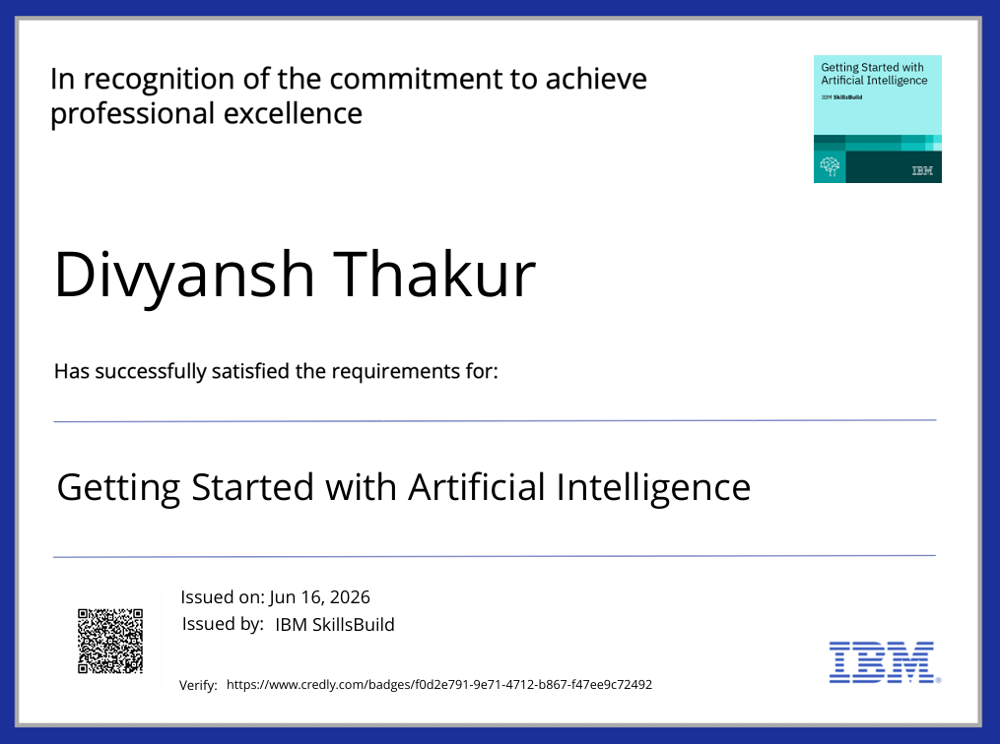 In recognition of the commitment to achieve
professional excellence
Getting Started with
Artificial Intelligence
IBM SkillsBuild
IBM
Divyansh Thakur
Has successfully satisfied the requirements for:
Getting Started with Artificial Intelligence
Issued on: Jun 16, 2026
Issued by: IBM SkillsBuild
Verify: https://www.credly.com/badges/f0d2e791-9e71-4712-b867-f47ee9c72492
IBM®